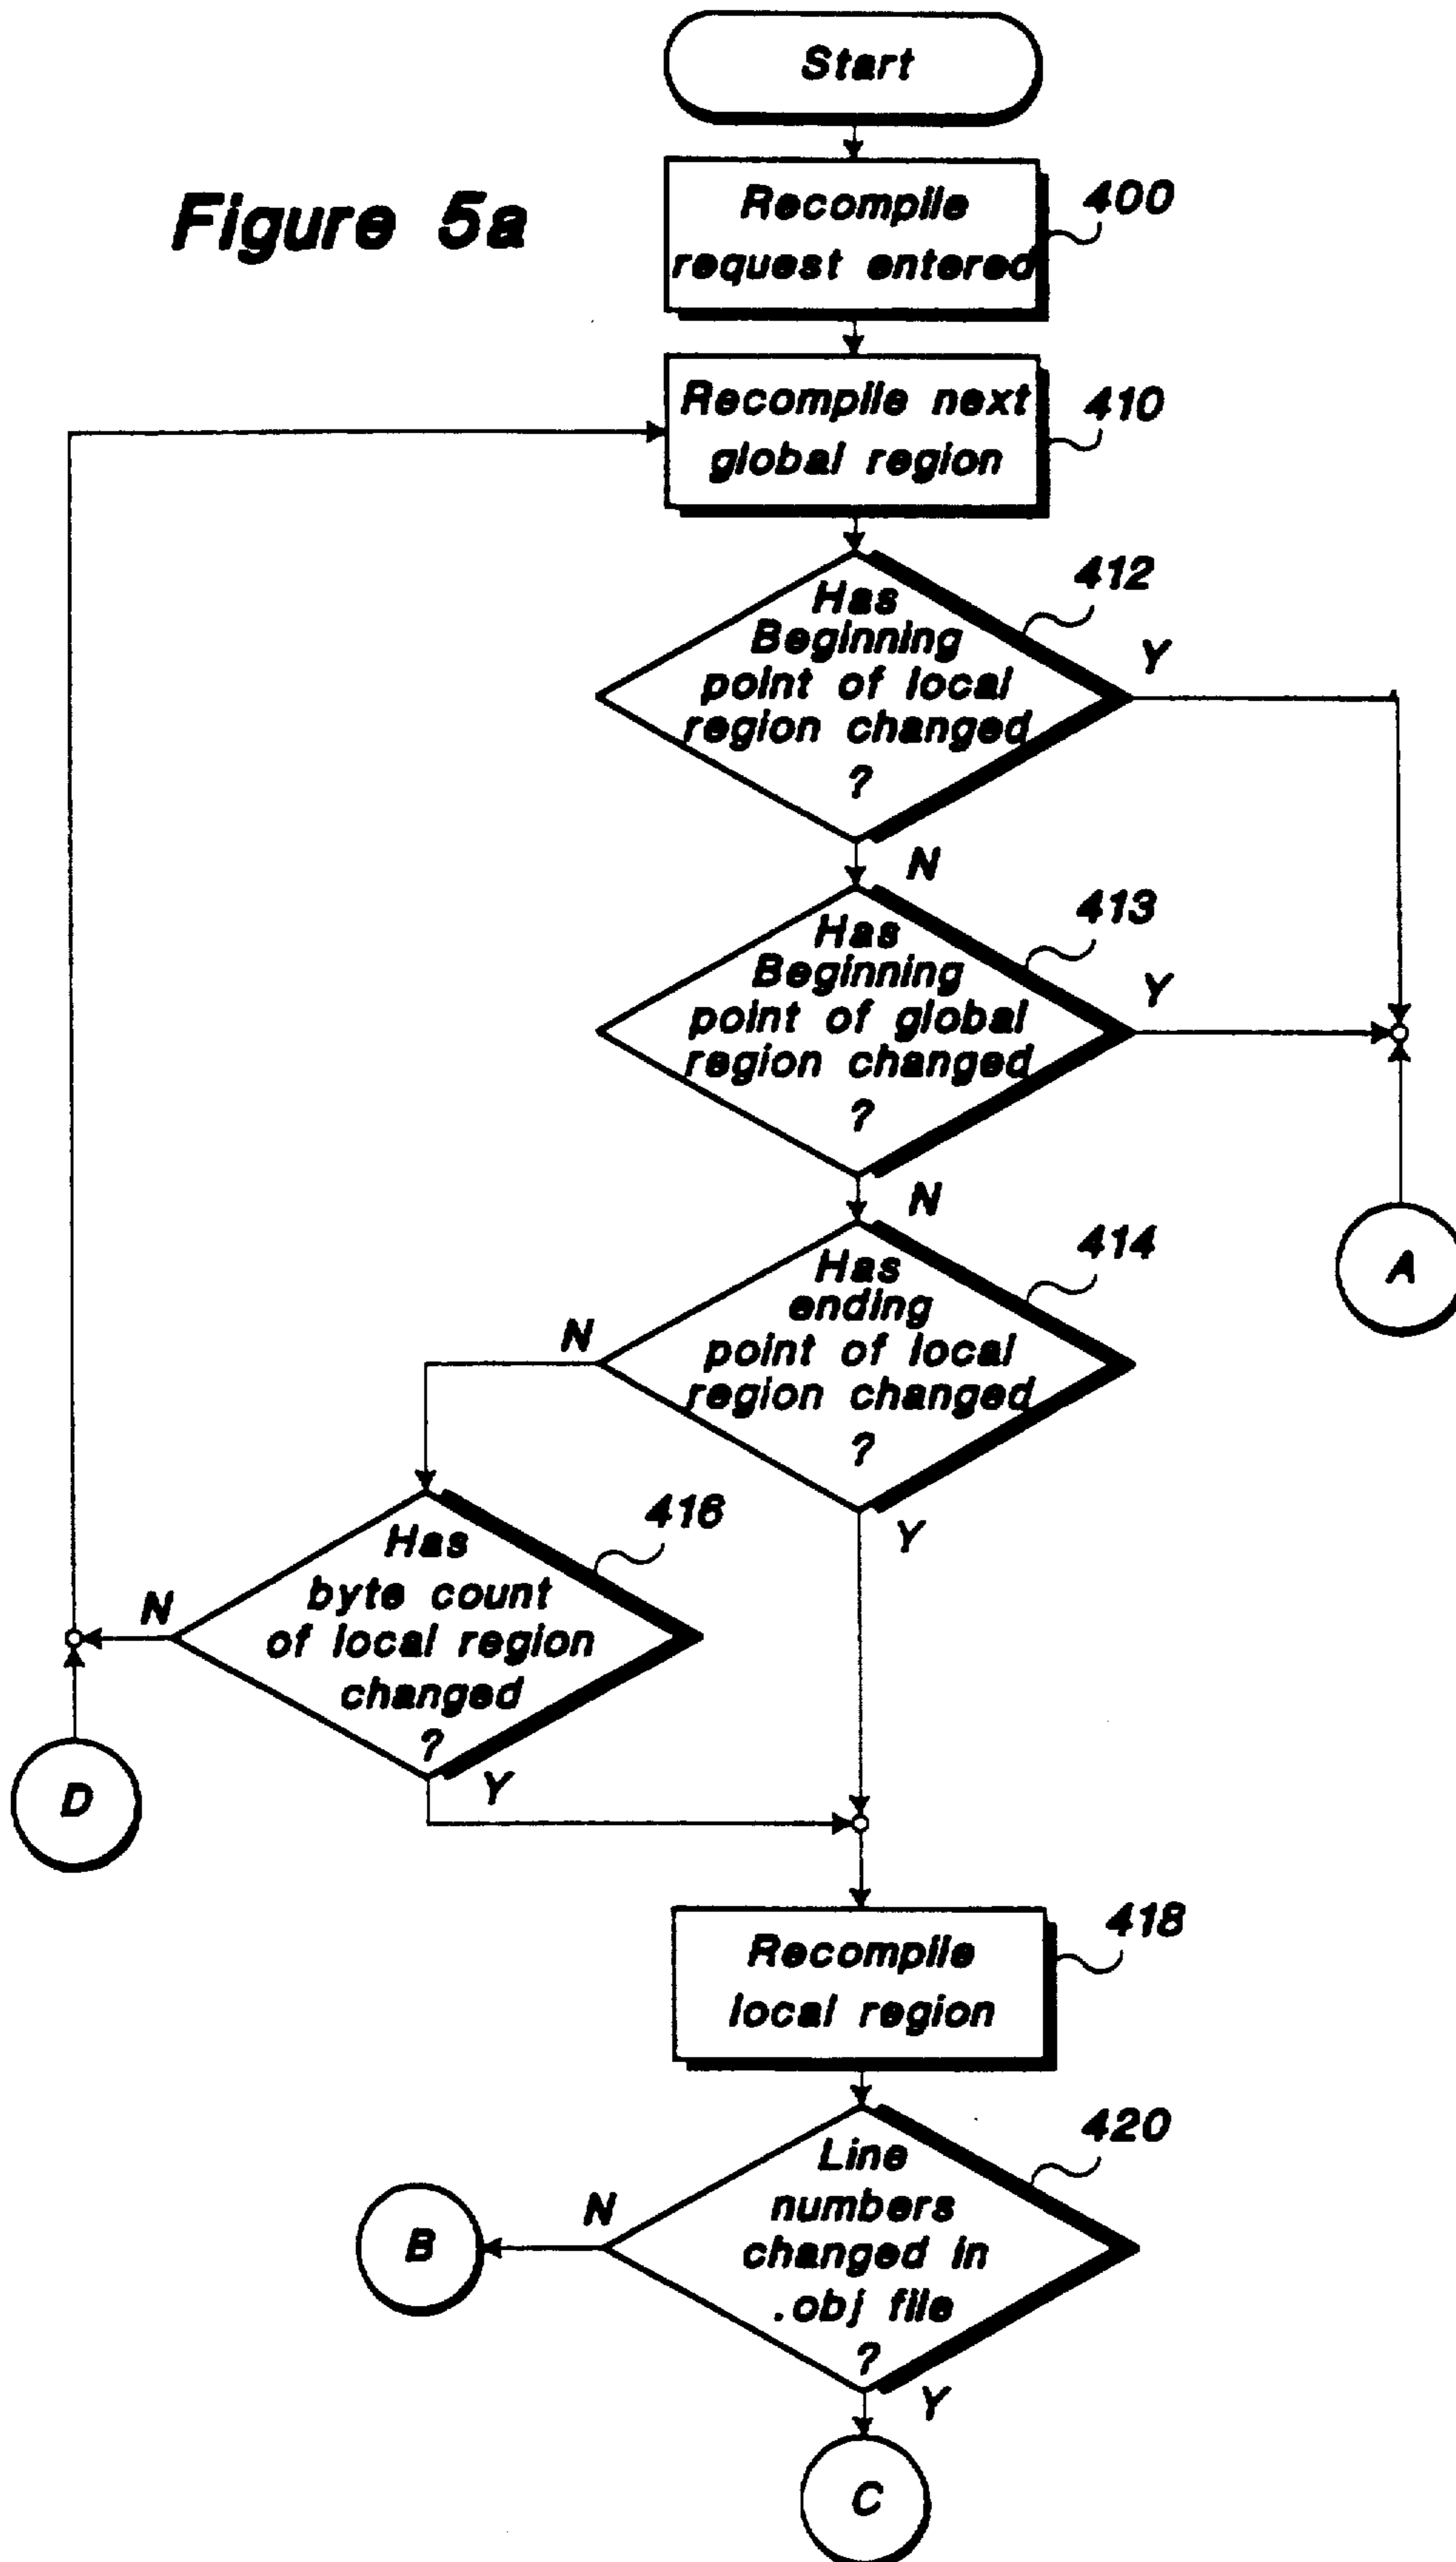 Start
Figure 5a
Recompile
request entered
400
Recompile next
global region
410
Has
Beginning
point of local
region changed
?
412
Y
N
Has
Beginning
point of global
region changed
?
413
Y
N
A
Has
ending
point of local
region changed
?
414
N
Y
Has
byte count
of local region
changed
?
416
N
Y
D
Recompile
local region
418
Line
numbers
changed in
.obj file
?
420
N
B
Y
C